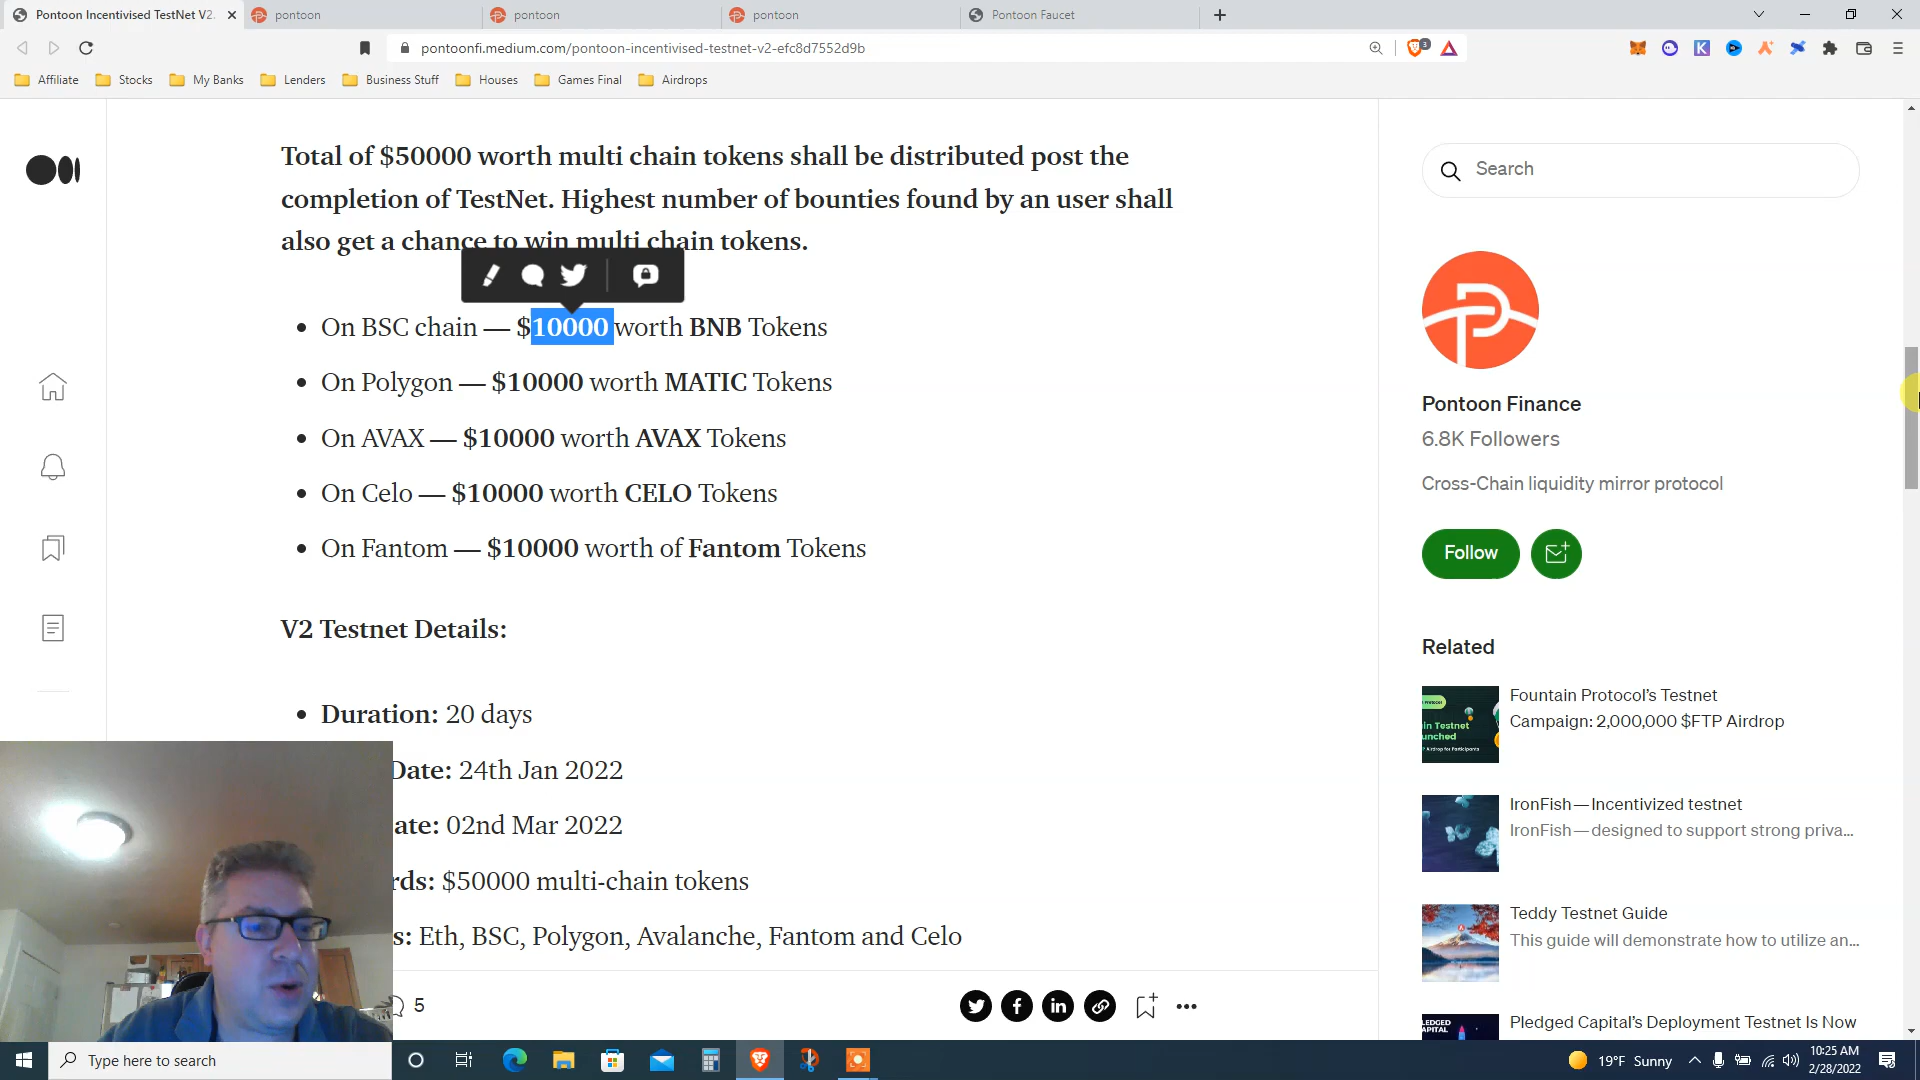 Pontoon Incentivised TestNet V2.
pontoon
pontoon
pontoon
Pontoon Faucet
pontoonfi.medium.com/pontoon-incentivised-testnet-v2-efc8d7552d9b
3
Affiliate
Stocks
My Banks
Lenders
Business Stuff
Houses
Games Final
Airdrops
Total of $50000 worth multi chain tokens shall be distributed post the
completion of TestNet. Highest number of bounties found by an user shall
also get a chance to win multi chain tokens.
• On BSC chain — $10000 worth BNB Tokens
• On Polygon — $10000 worth MATIC Tokens
• On AVAX — $10000 worth AVAX Tokens
• On Celo — $10000 worth CELO Tokens
• On Fantom — $10000 worth of Fantom Tokens
V2 Testnet Details:
• Duration: 20 days
Date: 24th Jan 2022
ate: 02nd Mar 2022
rds: $50000 multi-chain tokens
s: Eth, BSC, Polygon, Avalanche, Fantom and Celo
5
Search
Pontoon Finance
6.8K Followers
Cross-Chain liquidity mirror protocol
Follow
Related
Fountain Protocol's Testnet
Campaign: 2,000,000 $FTP Airdrop
IronFish—Incentivized testnet
IronFish—designed to support strong priva...
Teddy Testnet Guide
This guide will demonstrate how to utilize an...
Pledged Capital's Deployment Testnet Is Now
Type here to search
19°F Sunny
10:25 AM
2/28/2022